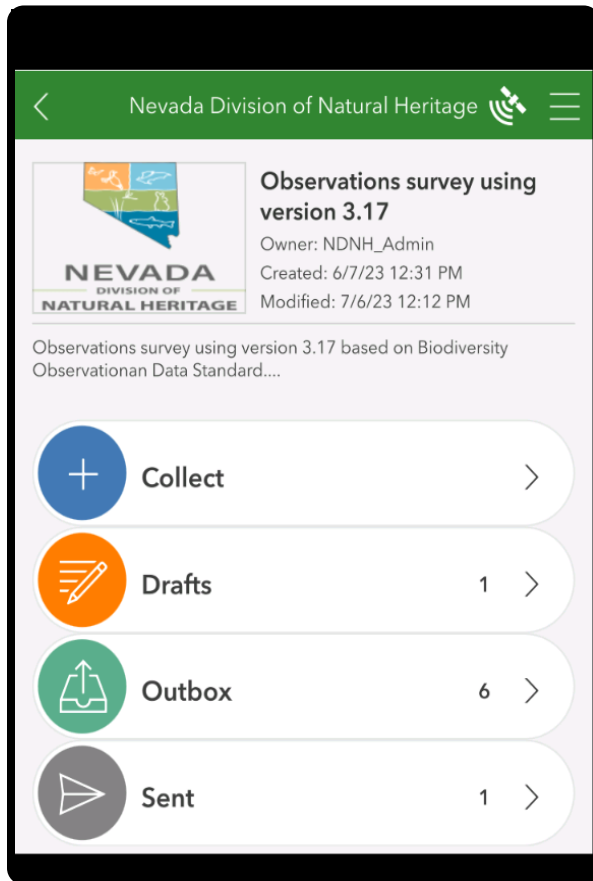 Nevada Division of Natural Heritage
Observations survey using
version 3.17
Owner: NDNH_Admin
Created: 6/7/23 12:31 PM
Modified: 7/6/23 12:12 PM
NEVADA
DIVISION OF
NATURAL HERITAGE
Observations survey using version 3.17 based on Biodiversity
Observationan Data Standard....
Collect
Drafts 1
Outbox 6
Sent 1